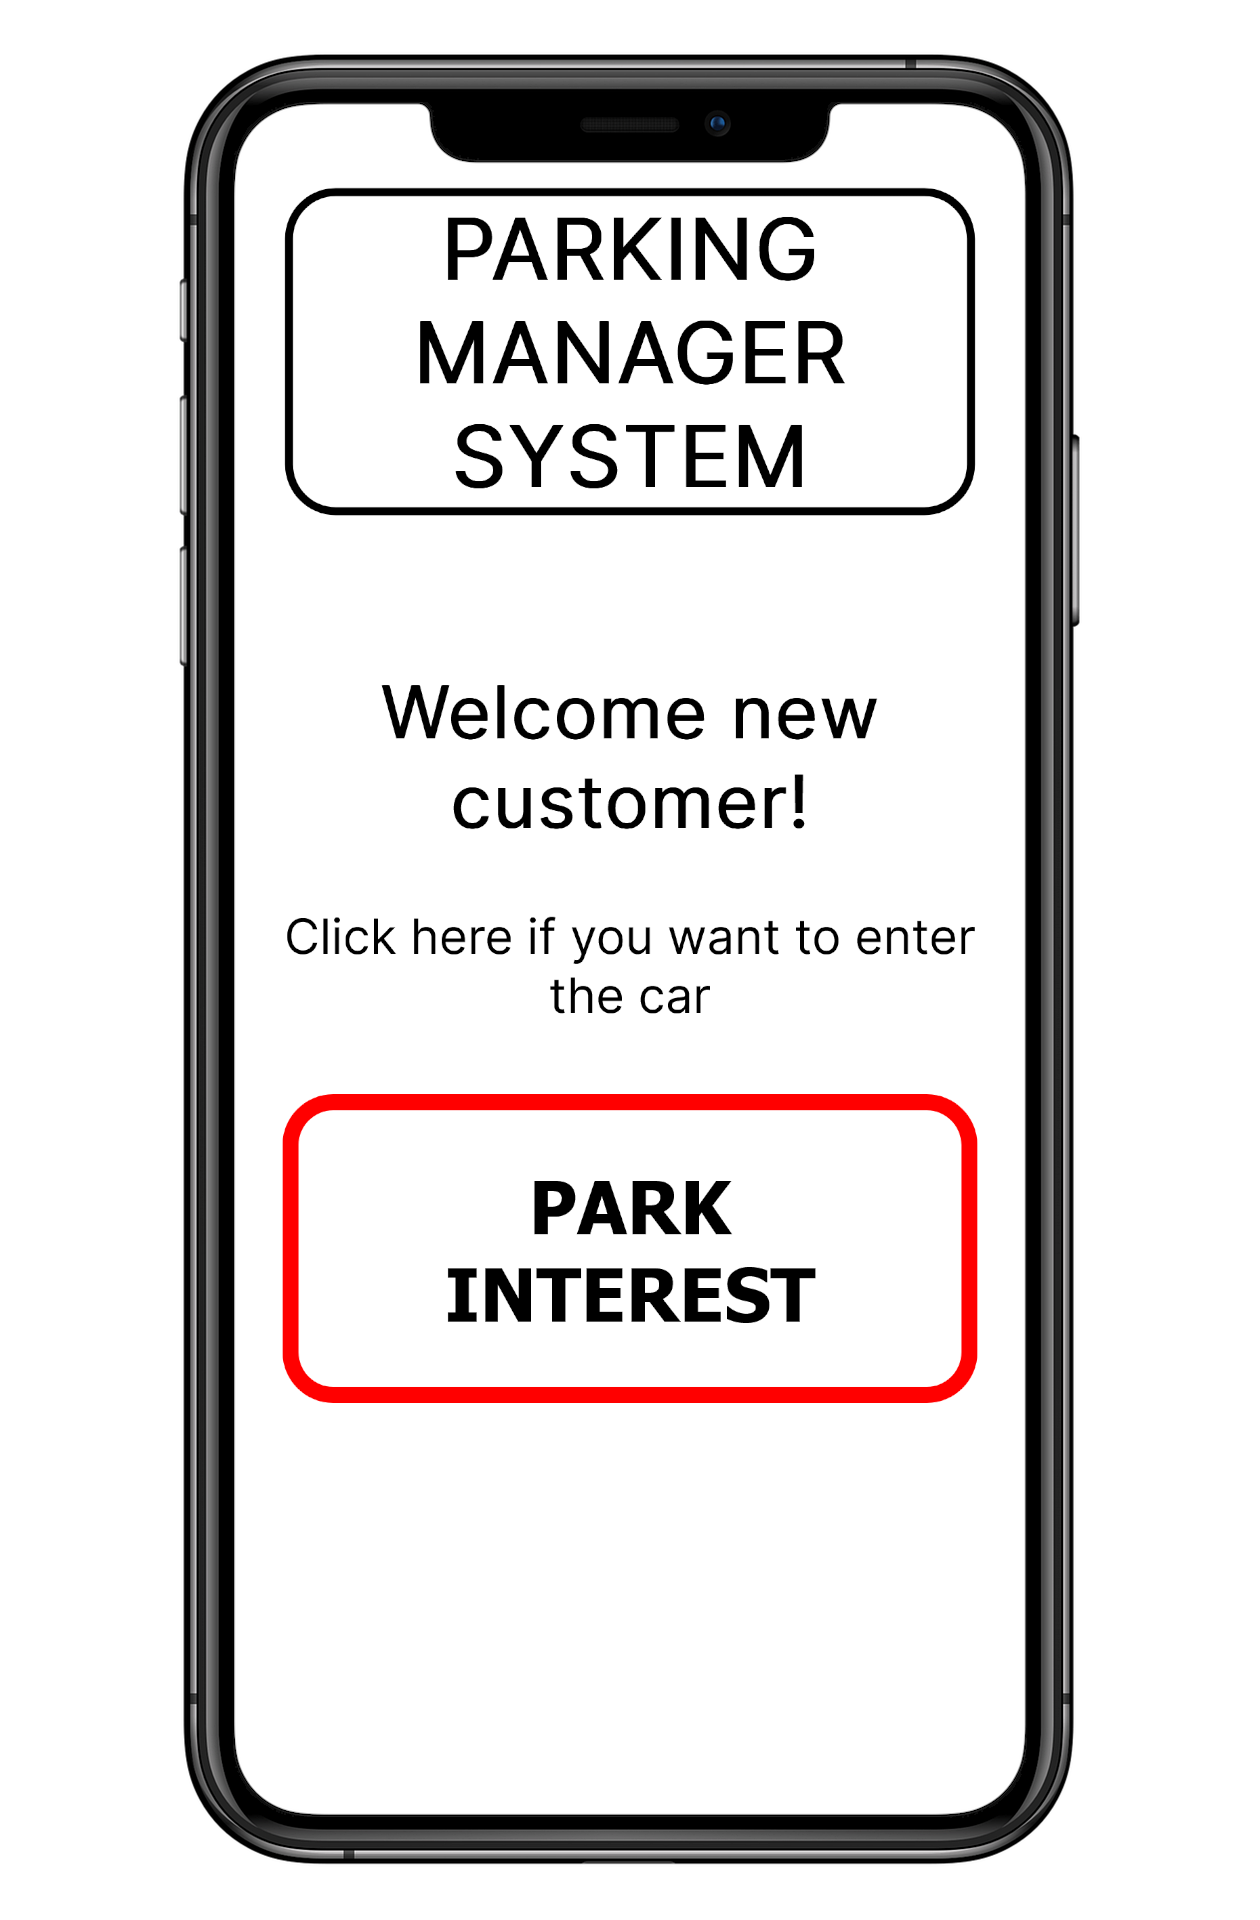 PARKING
MANAGER
SYSTEM
Welcome new
customer!
Click here if you want to enter
the car
PARK
INTEREST